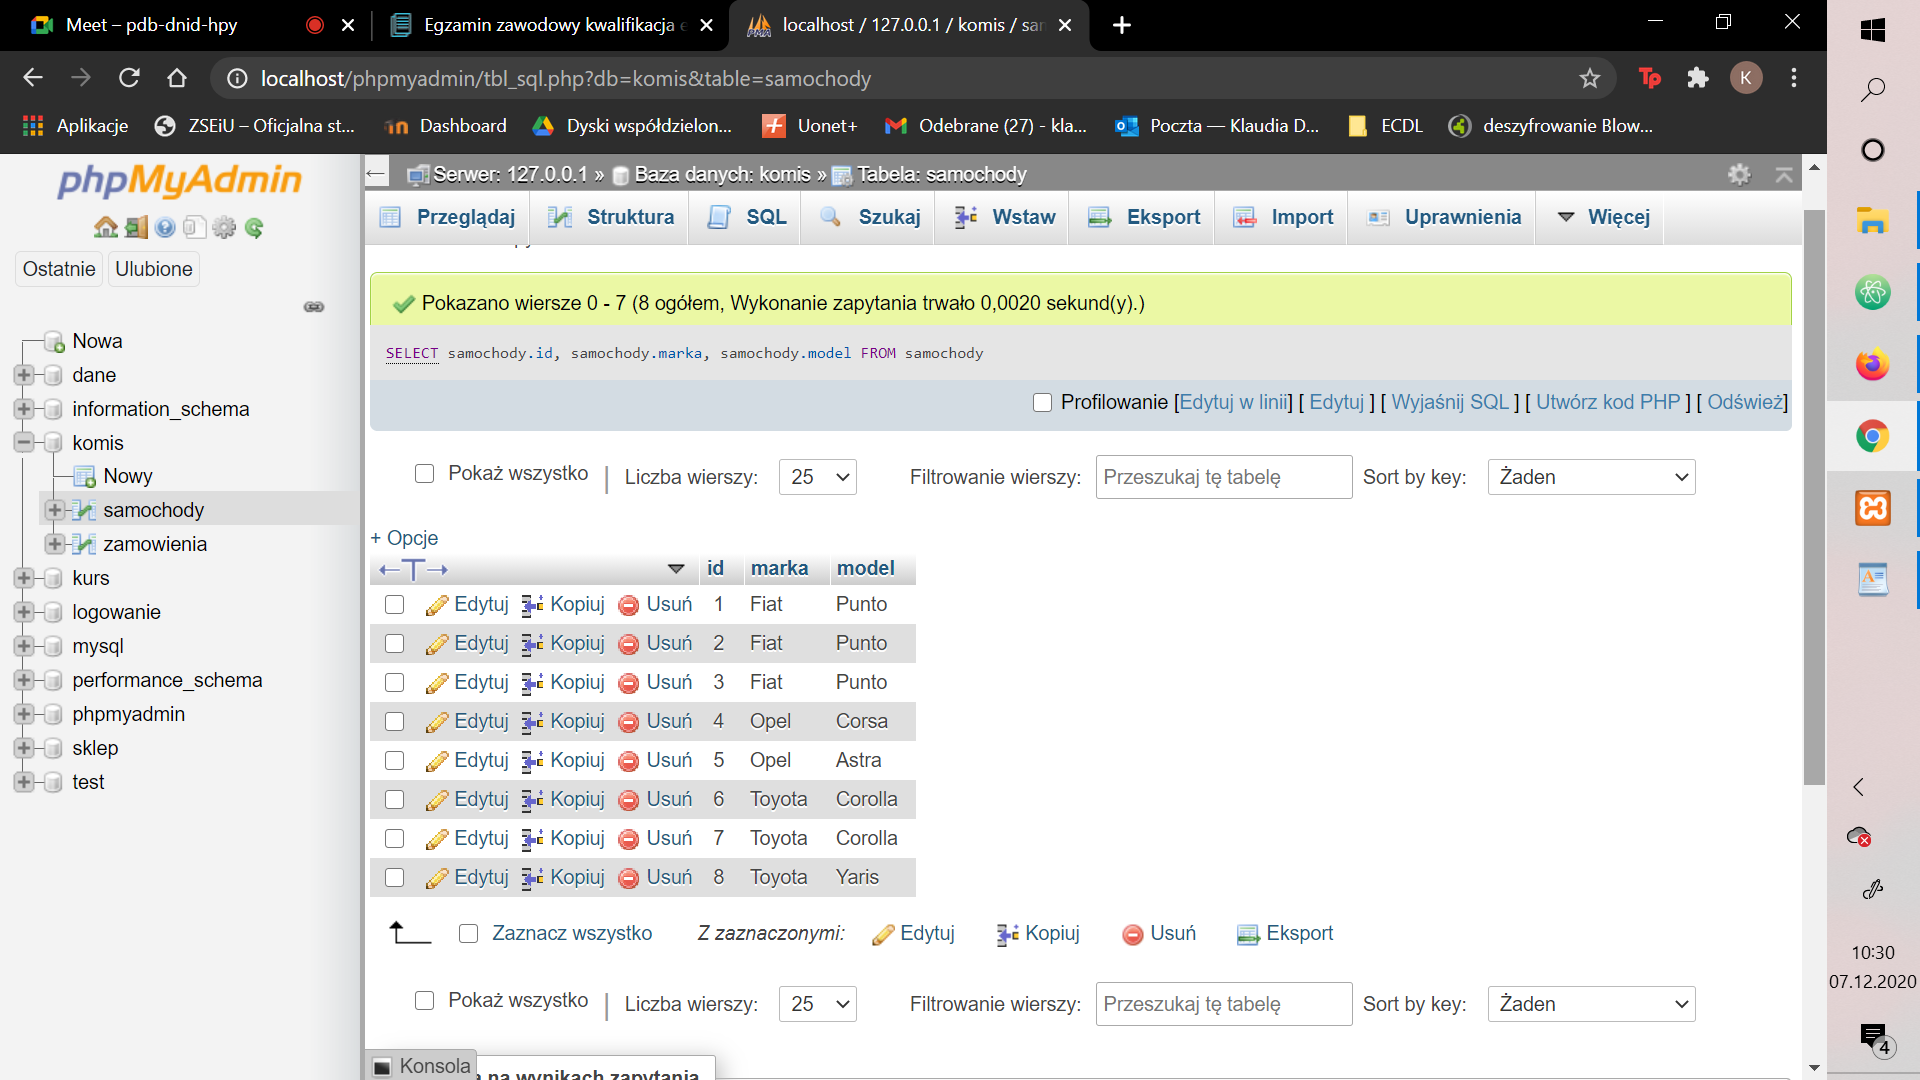 Meet – pdb-dnid-hpy
Egzamin zawodowy kwalifikacja e
localhost / 127.0.0.1 / komis / sam
localhost/phpmyadmin/tbl_sql.php?db=komis&table=samochody
Tp
K
Aplikacje
ZSEiU – Oficjalna st...
Dashboard
Dyski współdzielon...
Uonet+
Odebrane (27) - kla...
Poczta — Klaudia D...
ECDL
deszyfrowanie Blow...
phpMyAdmin
Ostatnie
Ulubione
Nowa
dane
information_schema
komis
Nowy
samochody
zamowienia
kurs
logowanie
mysql
performance_schema
phpmyadmin
sklep
test
Serwer: 127.0.0.1 » Baza danych: komis » Tabela: samochody
Przeglądaj Struktura SQL Szukaj Wstaw Eksport Import Uprawnienia Więcej
Pokazano wiersze 0 - 7 (8 ogółem, Wykonanie zapytania trwało 0,0020 sekund(y).)
SELECT samochody.id, samochody.marka, samochody.model FROM samochody
Profilowanie [Edytuj w linii] [ Edytuj ] [ Wyjaśnij SQL ] [ Utwórz kod PHP ] [ Odśwież]
Pokaż wszystko | Liczba wierszy: 25 Filtrowanie wierszy: Przeszukaj tę tabelę Sort by key: Żaden
+ Opcje
←T→ id marka model
Edytuj Kopiuj Usuń 1 Fiat Punto
Edytuj Kopiuj Usuń 2 Fiat Punto
Edytuj Kopiuj Usuń 3 Fiat Punto
Edytuj Kopiuj Usuń 4 Opel Corsa
Edytuj Kopiuj Usuń 5 Opel Astra
Edytuj Kopiuj Usuń 6 Toyota Corolla
Edytuj Kopiuj Usuń 7 Toyota Corolla
Edytuj Kopiuj Usuń 8 Toyota Yaris
Zaznacz wszystko Z zaznaczonymi: Edytuj Kopiuj Usuń Eksport
Pokaż wszystko | Liczba wierszy: 25 Filtrowanie wierszy: Przeszukaj tę tabelę Sort by key: Żaden
Konsola
na wynikach zapytania
10:30
07.12.2020
4